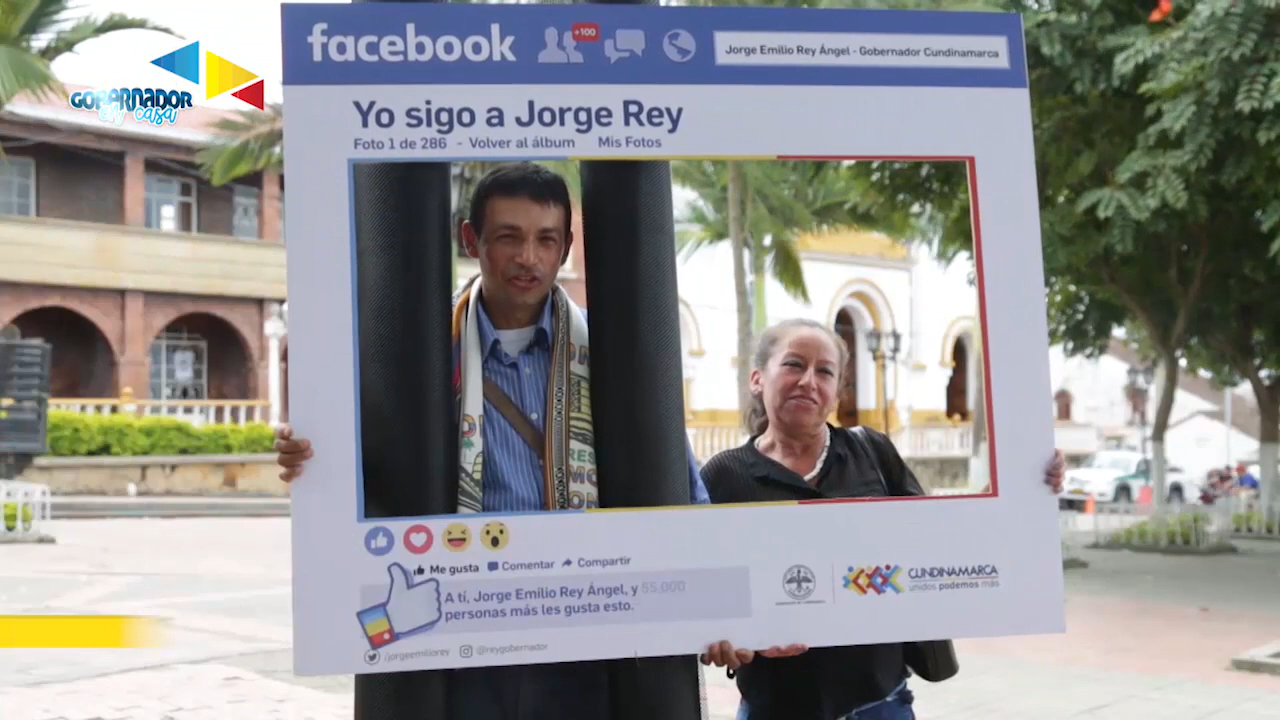 facebook
+100
Jorge Emilio Rey Ángel - Gobernador Cundinamarca
GOBERNADOR
EN casa
Yo sigo a Jorge Rey
Foto 1 de 286 - Volver al álbum Mis Fotos
Me gusta Comentar Compartir
A tí, Jorge Emilio Rey Ángel, y 55.000
personas más les gusta esto.
CUNDINAMARCA
unidos podemos más
/jorgeemiliorey @reygobernador